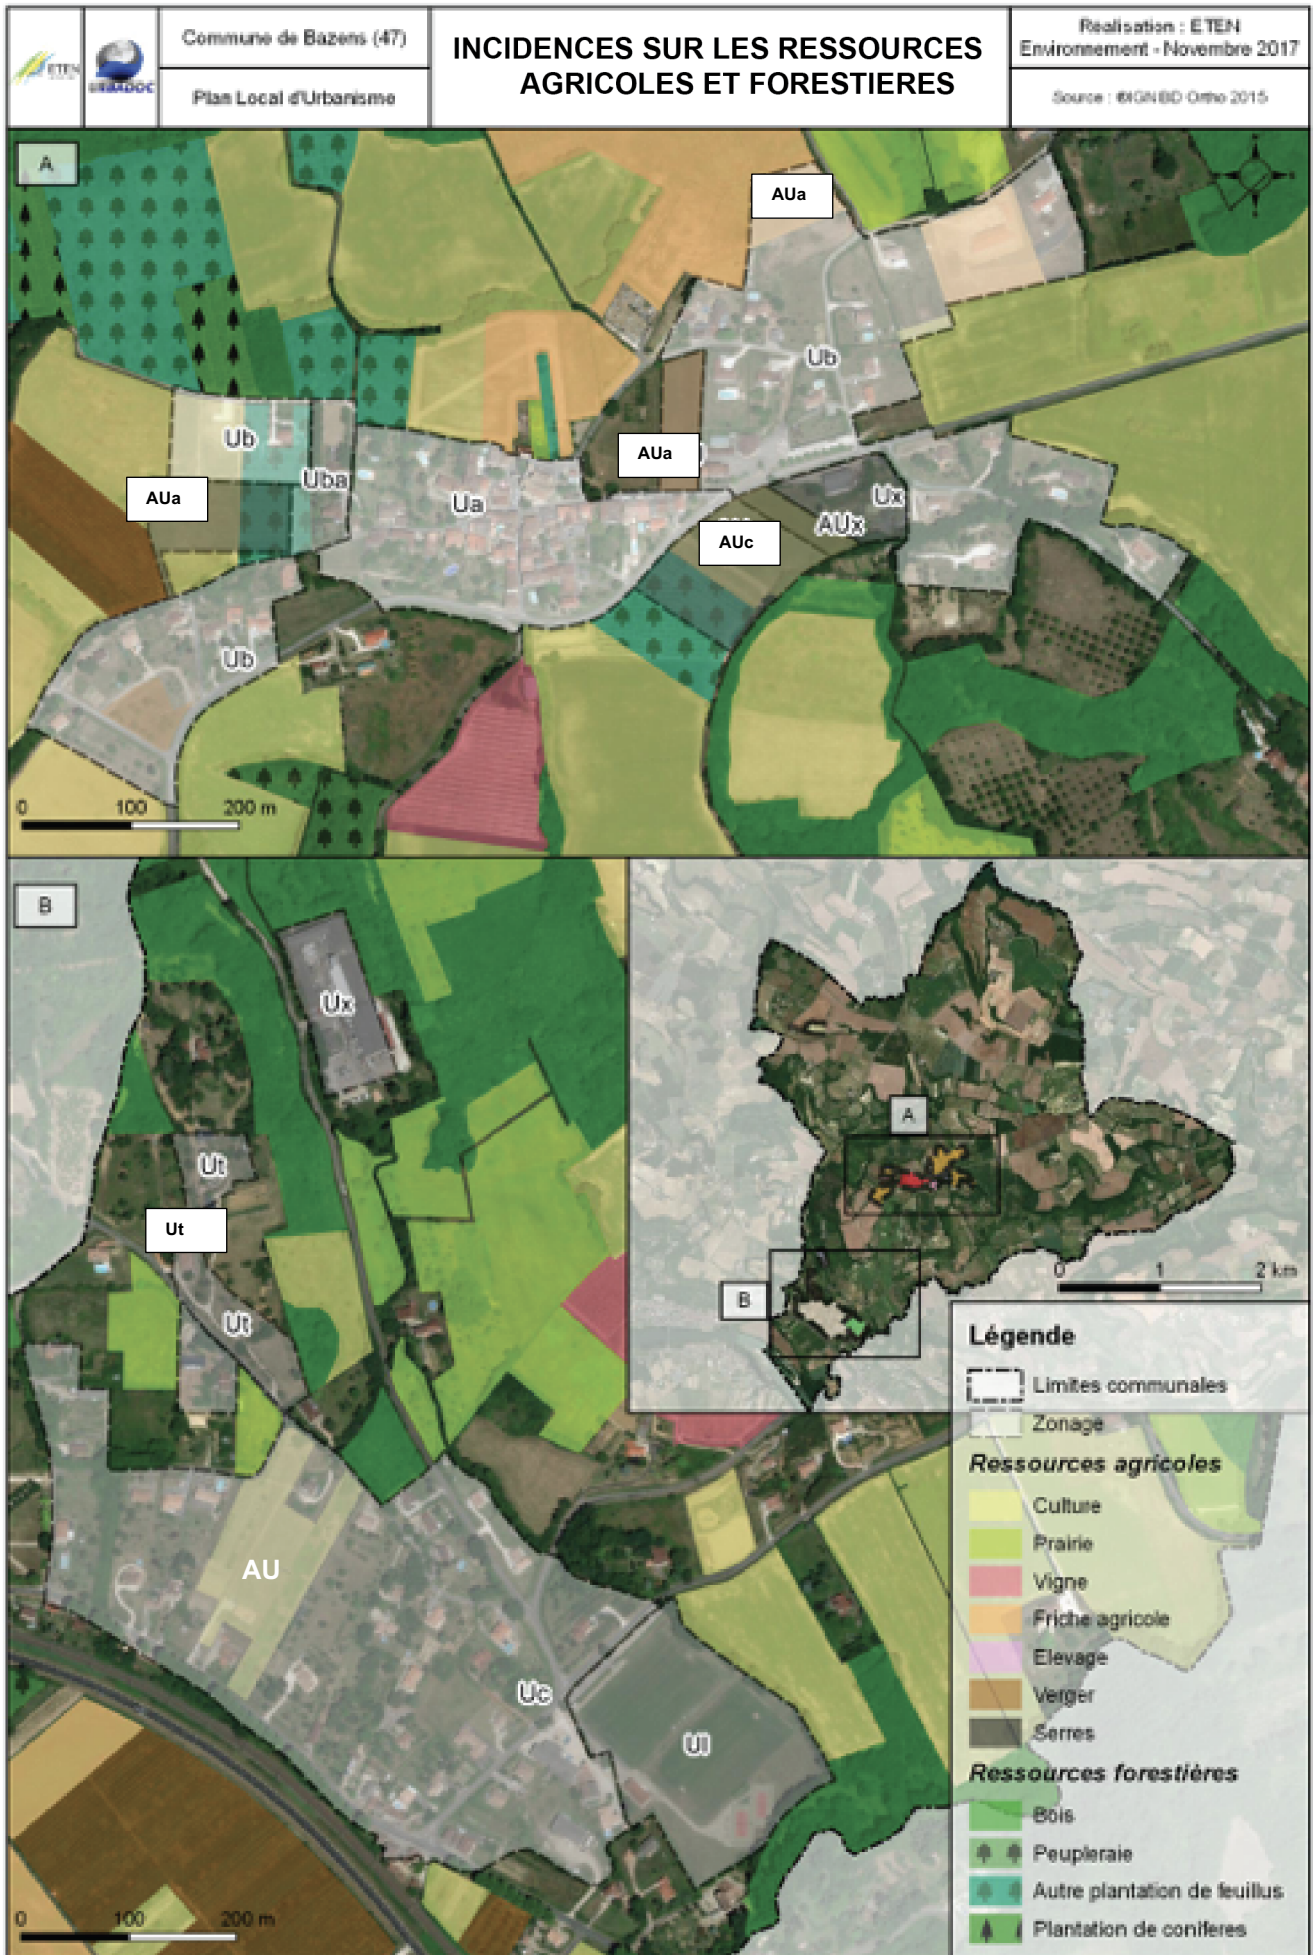 ETEN
URBADOC
Commune de Bazens (47)
Plan Local d'Urbanisme
INCIDENCES SUR LES RESSOURCES
AGRICOLES ET FORESTIERES
Réalisation : ETEN
Environnement - Novembre 2017
Source : ©IGN BD Ortho 2015
A
AUa
Ub
Ub
AUa
Uba
Ua
AUa
Ux
AUx
AUc
Ub
0 100 200 m
B
Ux
Ut
Ut
Ut
AU
Uc
Ul
0 100 200 m
A
B
0 1 2 km
Légende
Limites communales
Zonage
Ressources agricoles
Culture
Prairie
Vigne
Friche agricole
Elevage
Verger
Serres
Ressources forestières
Bois
Peupleraie
Autre plantation de feuillus
Plantation de conifères